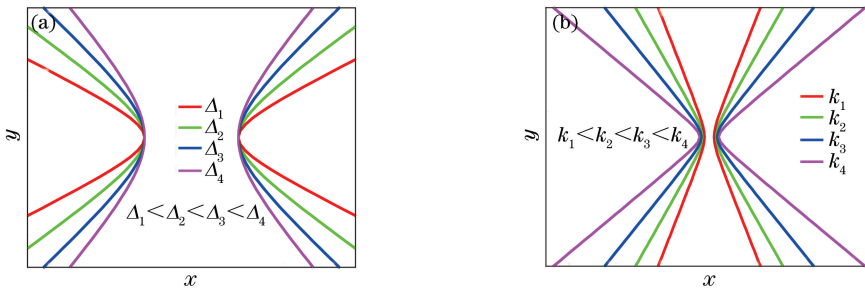 (a)
Δ₁
Δ₂
Δ₃
Δ₄
Δ₁<Δ₂<Δ₃<Δ₄
y
x
(b)
k₁
k₂
k₃
k₄
k₁<k₂<k₃<k₄
y
x